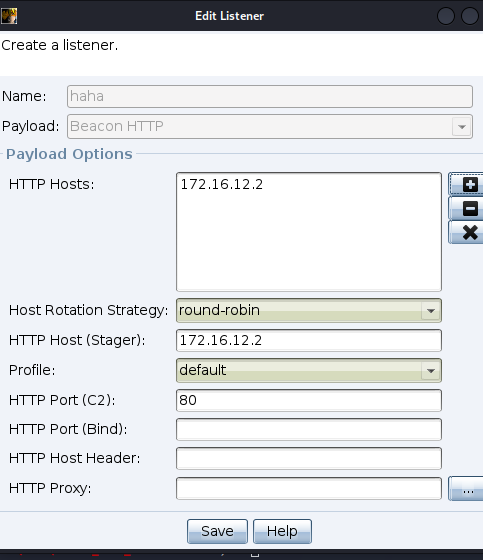 Edit Listener
Create a listener.
Name: haha
Payload: Beacon HTTP
Payload Options
HTTP Hosts: 172.16.12.2
Host Rotation Strategy: round-robin
HTTP Host (Stager): 172.16.12.2
Profile: default
HTTP Port (C2): 80
HTTP Port (Bind):
HTTP Host Header:
HTTP Proxy: ...
Save Help